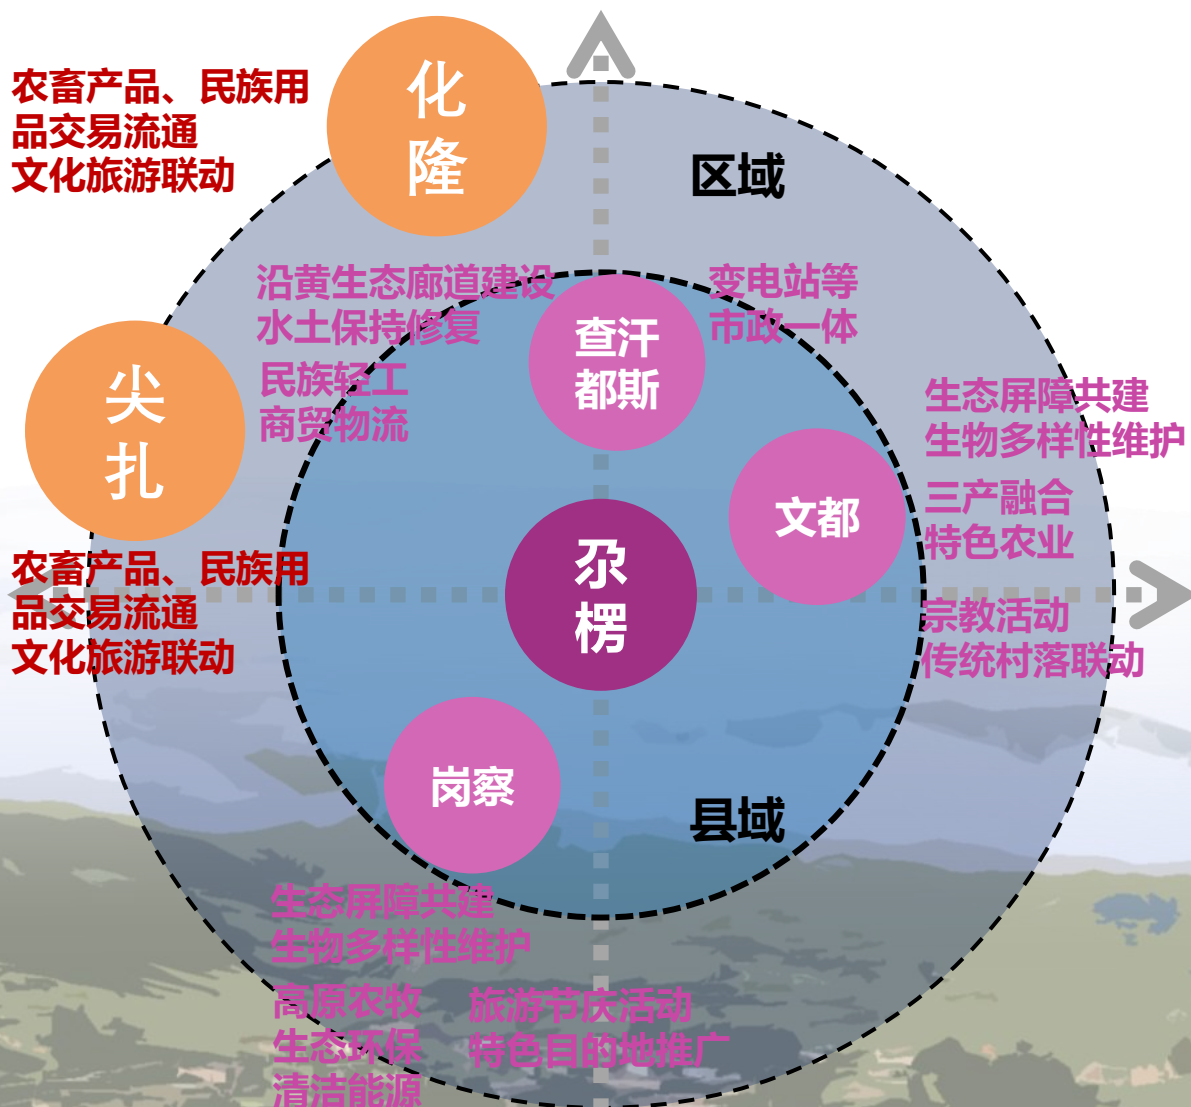 化
隆
农畜产品、民族用
品交易流通
文化旅游联动
区域
沿黄生态廊道建设
水土保持修复
民族轻工
商贸物流
查汗
都斯
变电站等
市政一体
尖
扎
农畜产品、民族用
品交易流通
文化旅游联动
生态屏障共建
生物多样性维护
三产融合
特色农业
宗教活动
传统村落联动
文都
尕
楞
岗察
县域
生态屏障共建
生物多样性维护
高原农牧
生态环保
清洁能源
旅游节庆活动
特色目的地推广